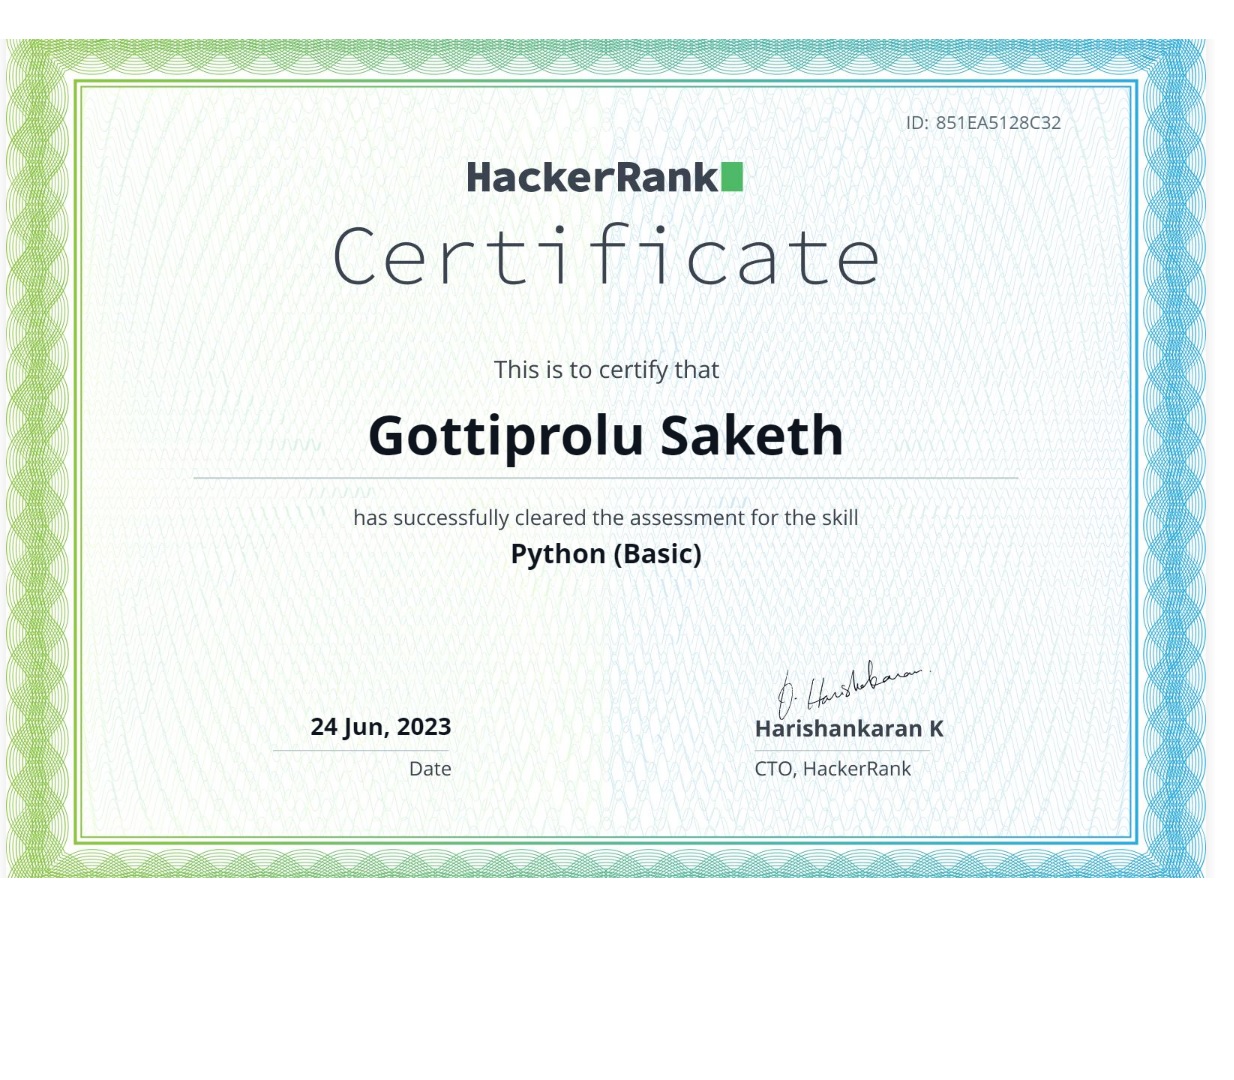 ID: 851EA5128C32
HackerRank
Certificate
This is to certify that
Gottiprolu Saketh
has successfully cleared the assessment for the skill
Python (Basic)
24 Jun, 2023
Date
Harishankaran K
CTO, HackerRank